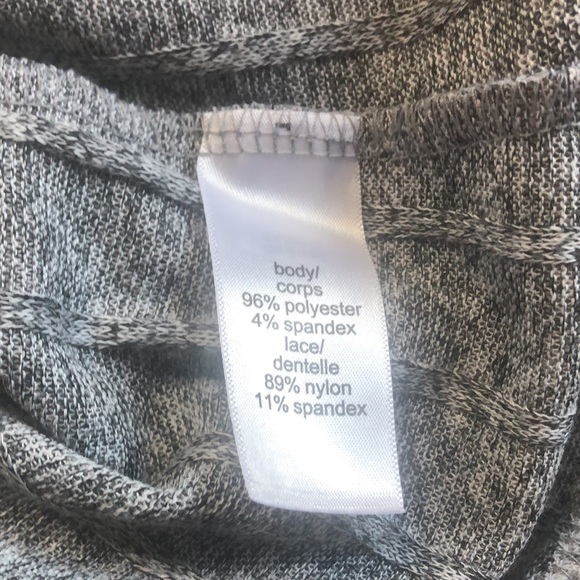 body/
corps
96% polyester
4% spandex
lace/
dentelle
89% nylon
11% spandex